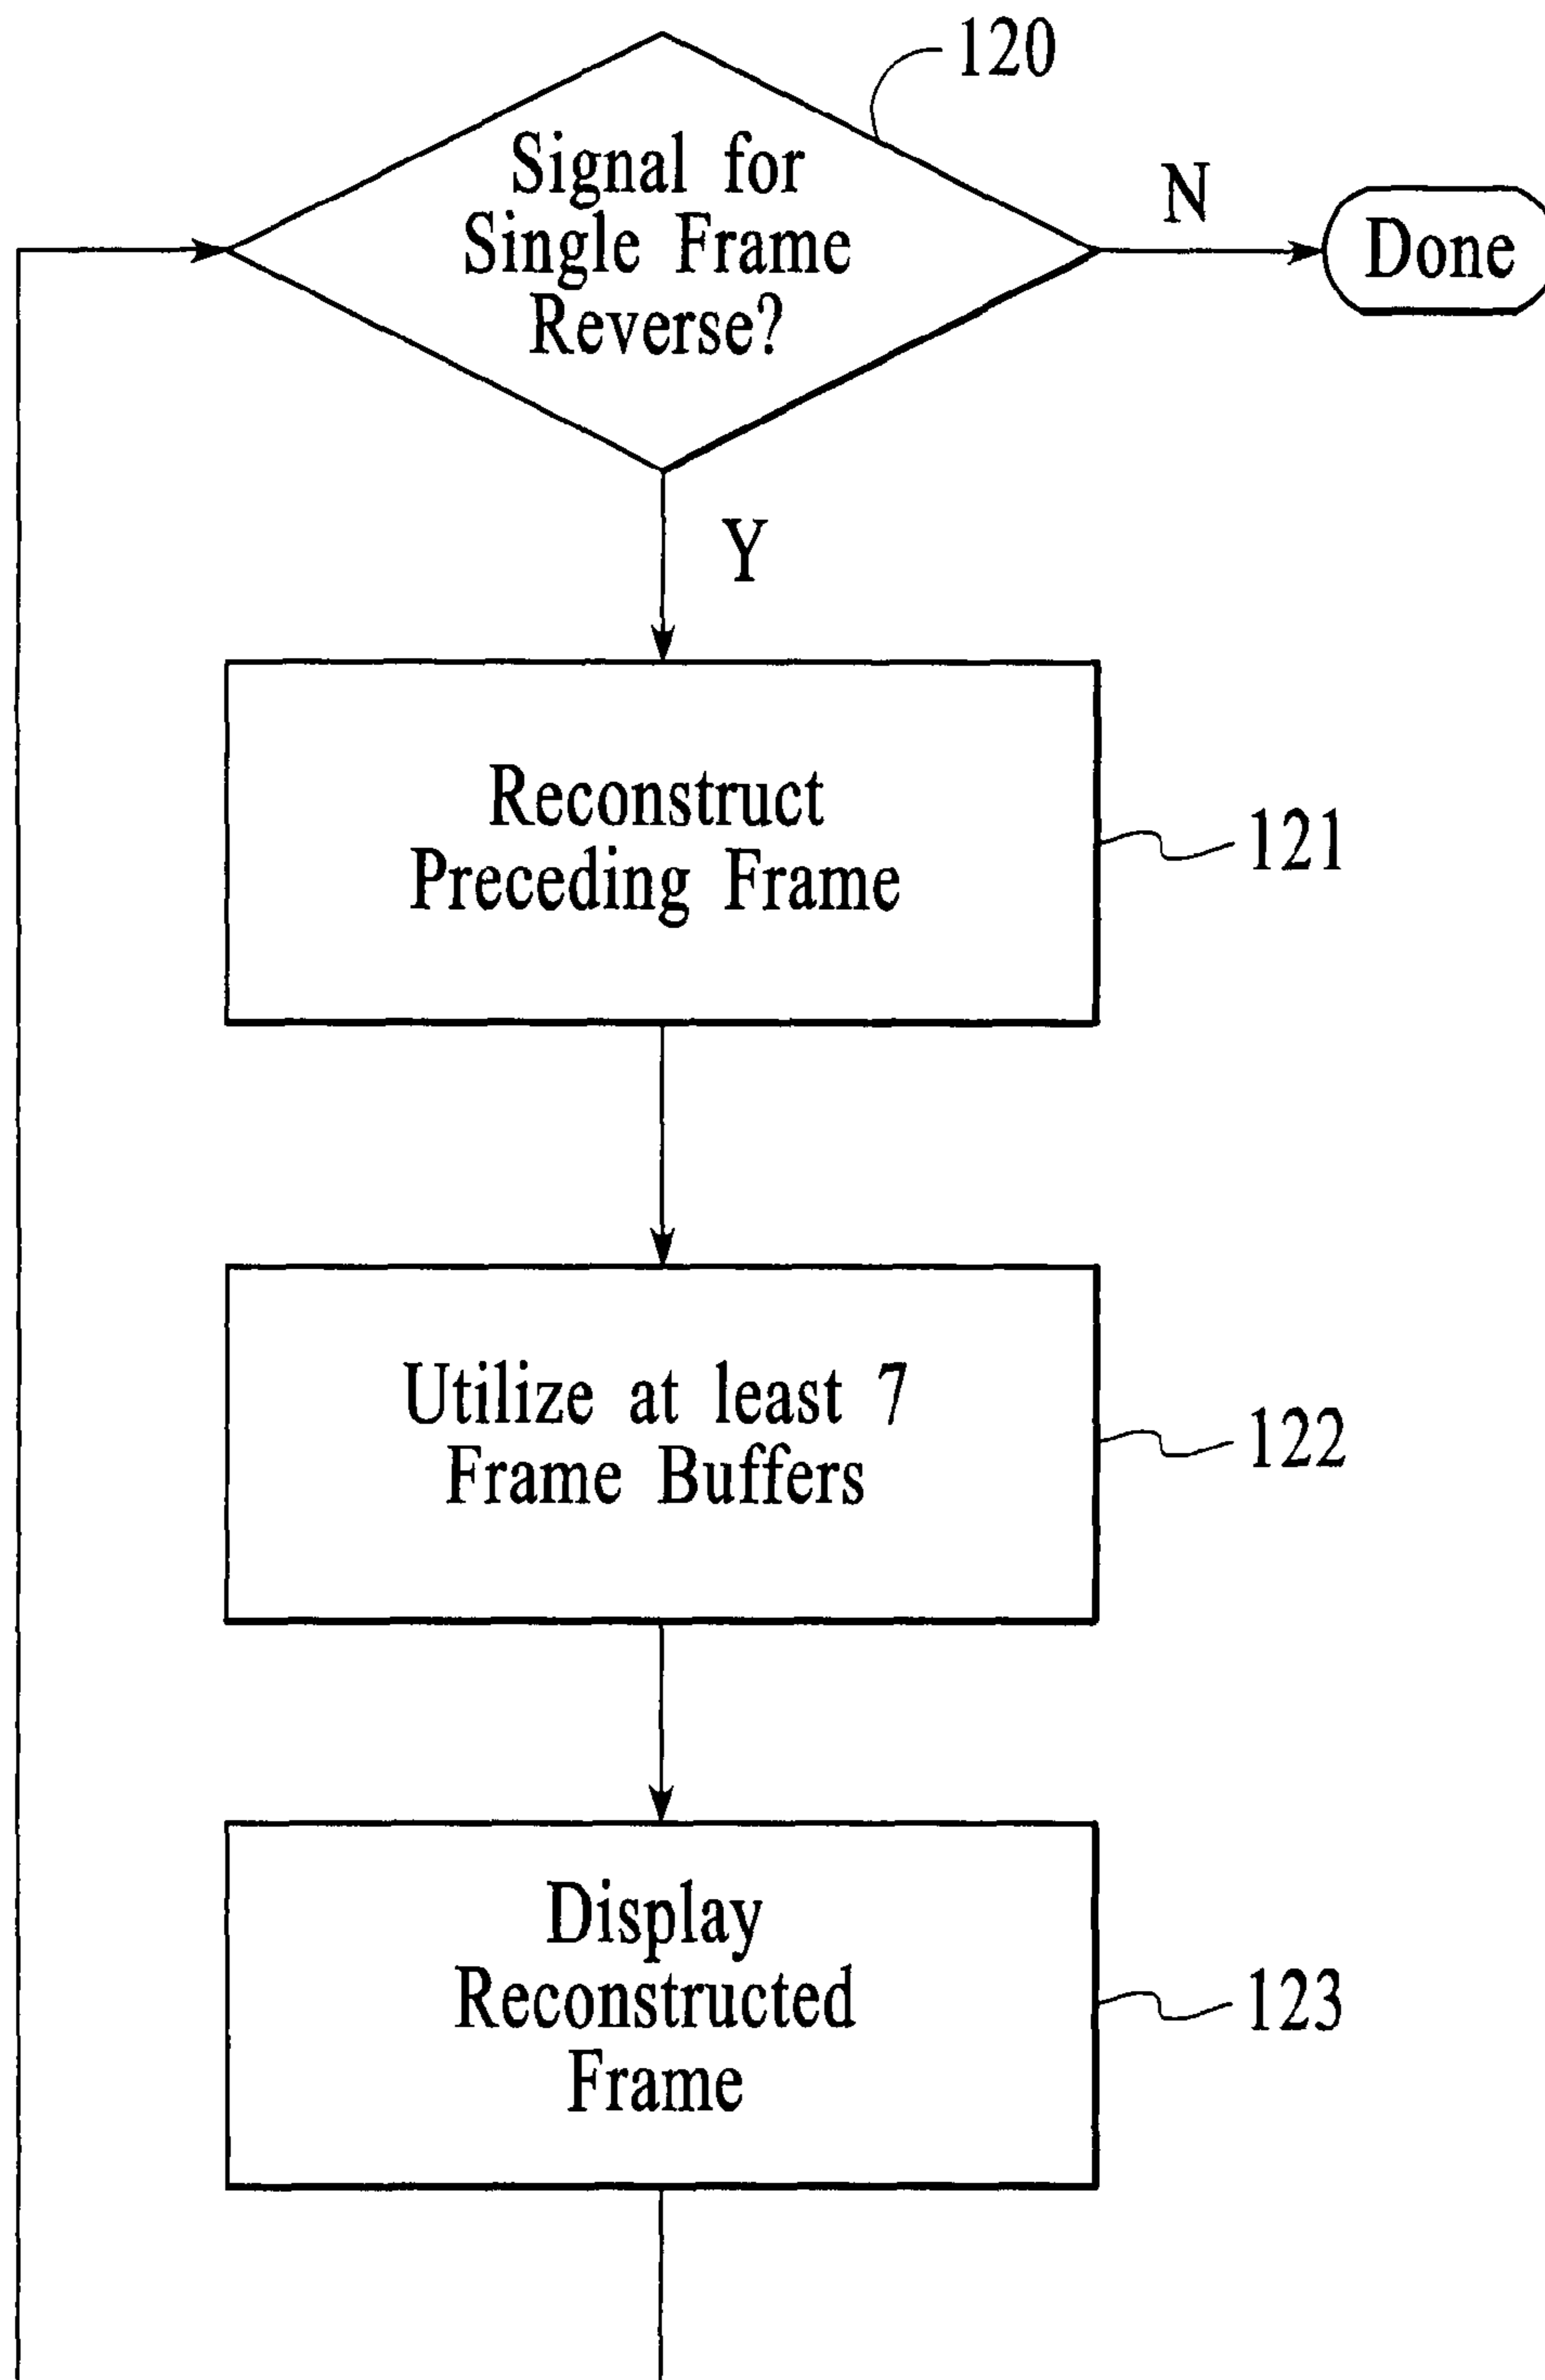 120
Signal for
Single Frame
Reverse?
N
Done
Y
Reconstruct
Preceding Frame
121
Utilize at least 7
Frame Buffers
122
Display
Reconstructed
Frame
123